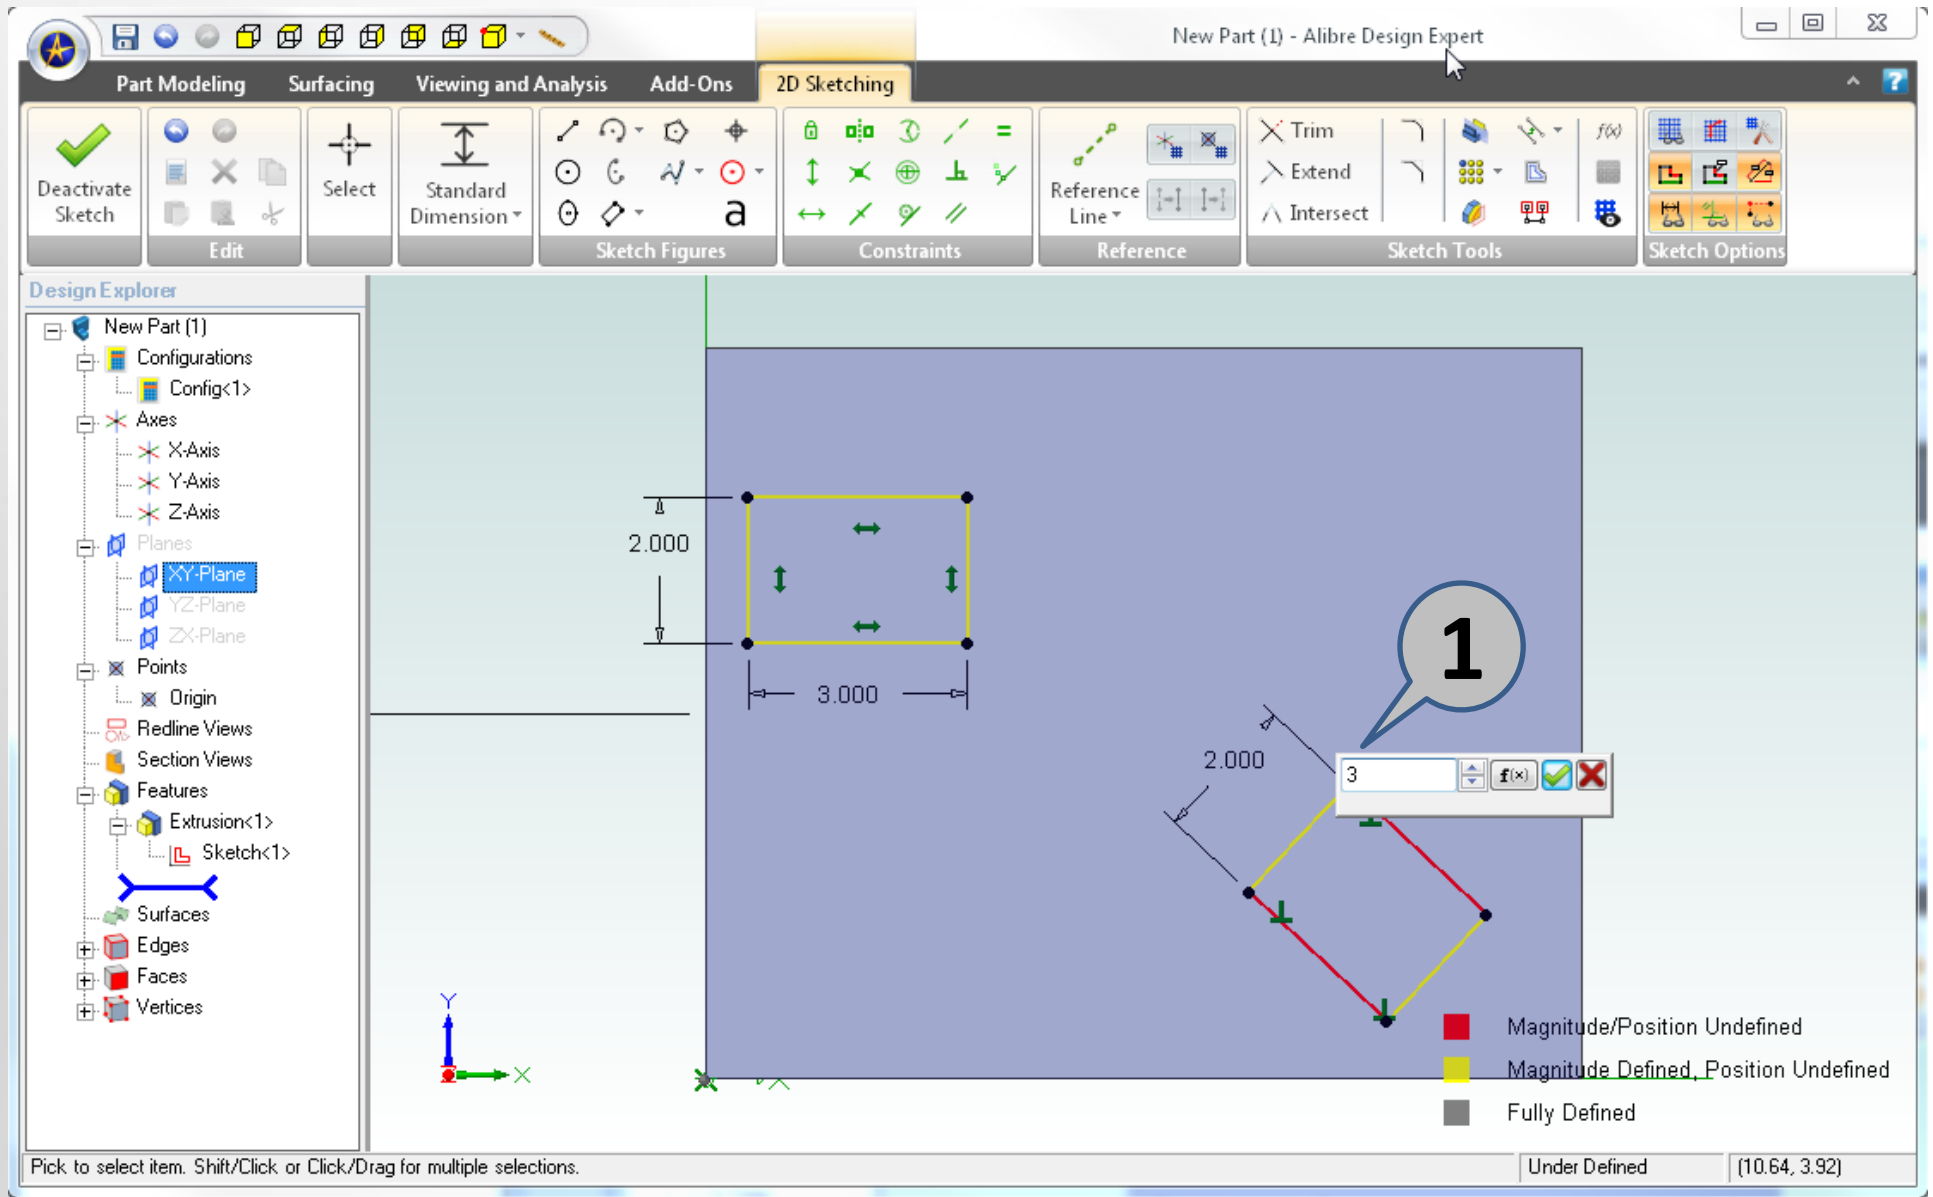 New Part (1) - Alibre Design Expert
Part Modeling Surfacing Viewing and Analysis Add-Ons 2D Sketching
Deactivate Sketch
Edit
Select
Standard Dimension
a
Sketch Figures
Constraints
Reference Line
Reference
Trim
Extend
Intersect
f(x)
Sketch Tools
Sketch Options
Design Explorer
New Part (1)
Configurations
Config<1>
Axes
X-Axis
Y-Axis
Z-Axis
Planes
XY-Plane
YZ-Plane
ZX-Plane
Points
Origin
Redline Views
Section Views
Features
Extrusion<1>
Sketch<1>
Surfaces
Edges
Faces
Vertices
2.000
3.000
1
2.000
3 f(x)
Y
X
X
Magnitude/Position Undefined
Magnitude Defined, Position Undefined
Fully Defined
Pick to select item. Shift/Click or Click/Drag for multiple selections. Under Defined (10.64, 3.92)